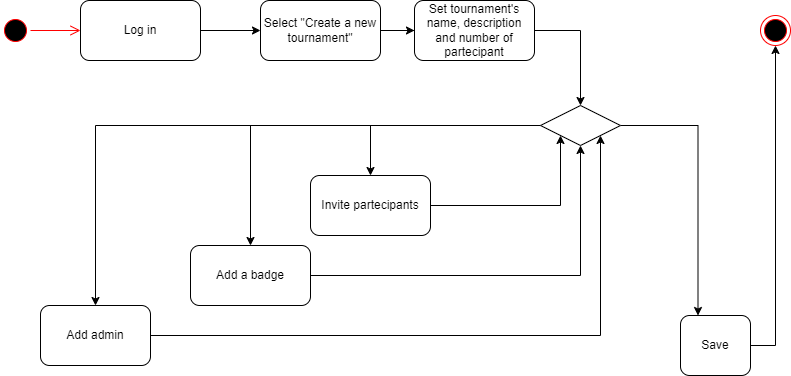 Log in
Select "Create a new
tournament"
Set tournament's
name, description
and number of
partecipant
Invite partecipants
Add a badge
Add admin
Save